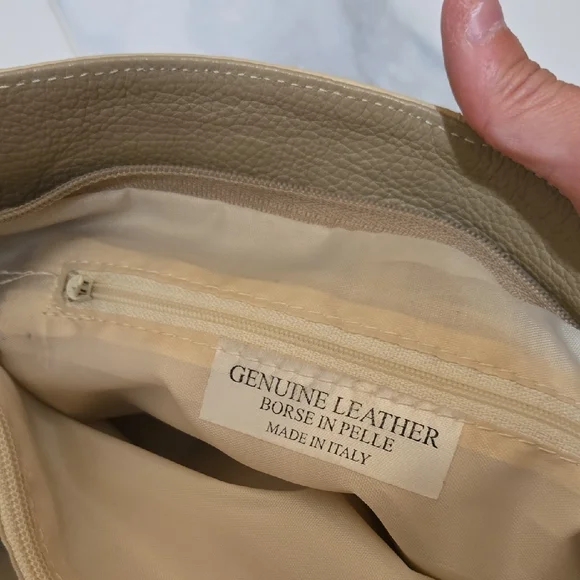 GENUINE LEATHER
BORSE IN PELLE
MADE IN ITALY